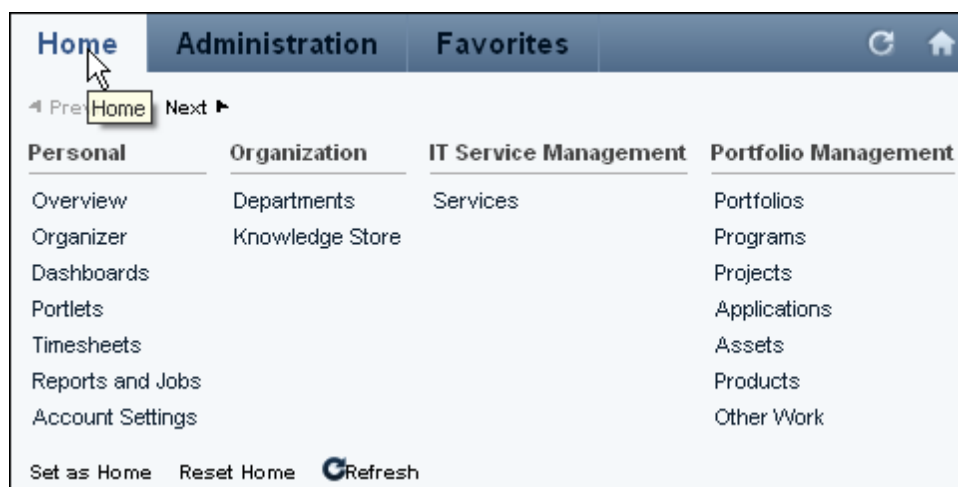 Home Administration Favorites
Pre Home Next
Personal Organization IT Service Management Portfolio Management
Overview Departments Services Portfolios
Organizer Knowledge Store Programs
Dashboards Projects
Portlets Applications
Timesheets Assets
Reports and Jobs Products
Account Settings Other Work
Set as Home Reset Home Refresh